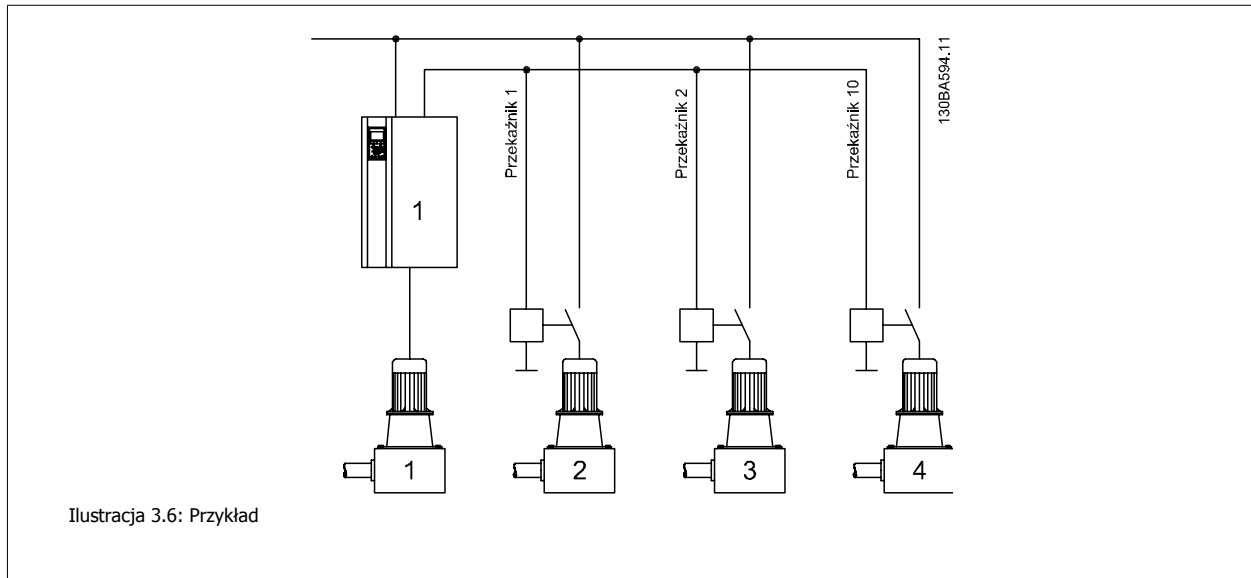 130BA594.11
Przekaźnik 1
Przekaźnik 2
Przekaźnik 10
1
1
2
3
4
Ilustracja 3.6: Przykład